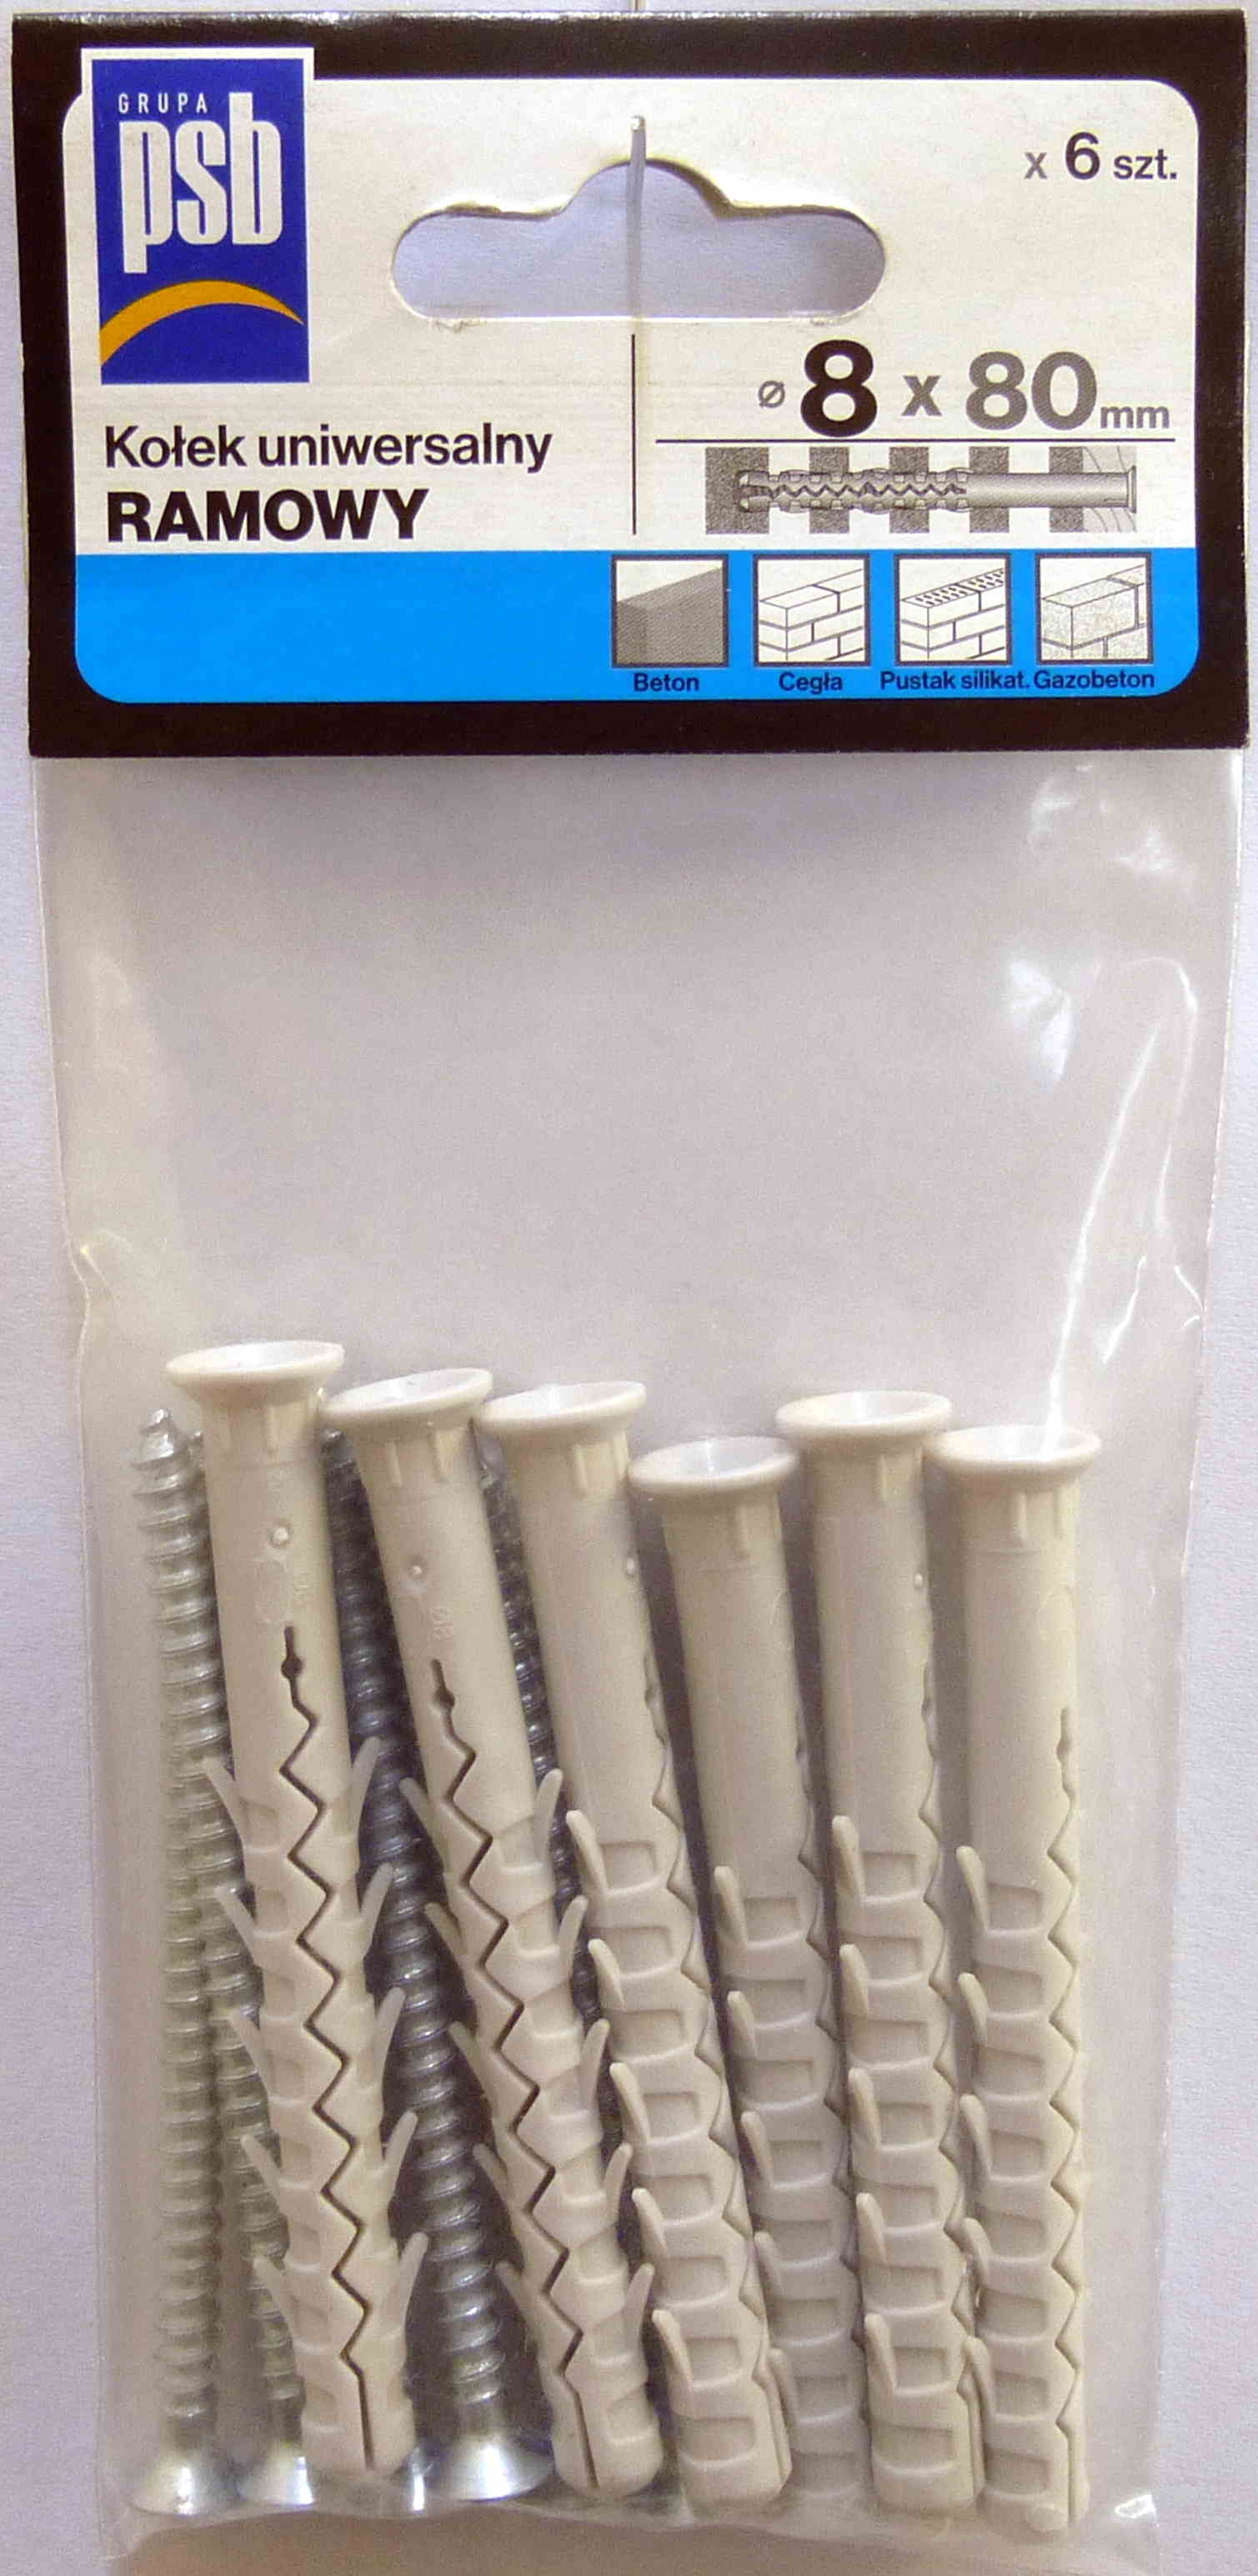 GRUPA
psb
x 6 szt.
ø 8 x 80 mm
Kołek uniwersalny
RAMOWY
Beton
Cegła
Pustak silikat.
Gazobeton